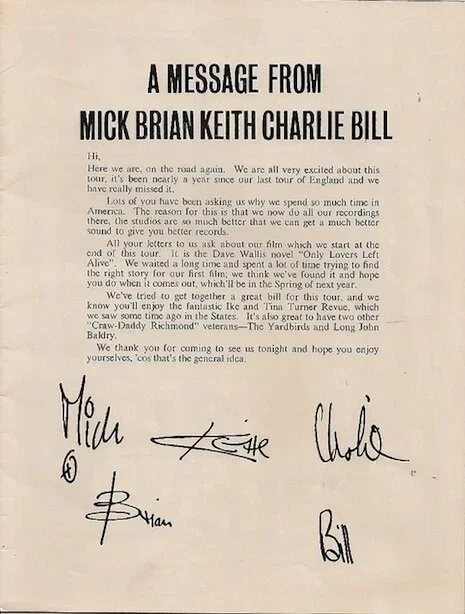 A MESSAGE FROM
MICK BRIAN KEITH CHARLIE BILL
Hi,
Here we are, on the road again. We are all very excited about this
tour, it's been nearly a year since our last tour of England and we
have really missed it.
Lots of you have been asking us why we spend so much time in
America. The reason for this is that we now do all our recordings
there, the studios are so much better that we can get a much better
sound to give you better records.
All your letters to us ask about our film which we start at the
end of this tour. It is the Dave Wallis novel "Only Lovers Left
Alive". We waited a long time and spent a lot of time trying to find
the right story for our first film; we think we've found it and hope
you do when it comes out, which'll be in the Spring of next year.
We've tried to get together a great bill for this tour, and we
know you'll enjoy the fantastic Ike and Tina Turner Revue, which
we saw some time ago in the States. It's also great to have two other
"Craw-Daddy Richmond" veterans—The Yardbirds and Long John
Baldry.
We thank you for coming to see us tonight and hope you enjoy
yourselves, 'cos that's the general idea.
Mick
Keith
Charlie
Brian
Bill